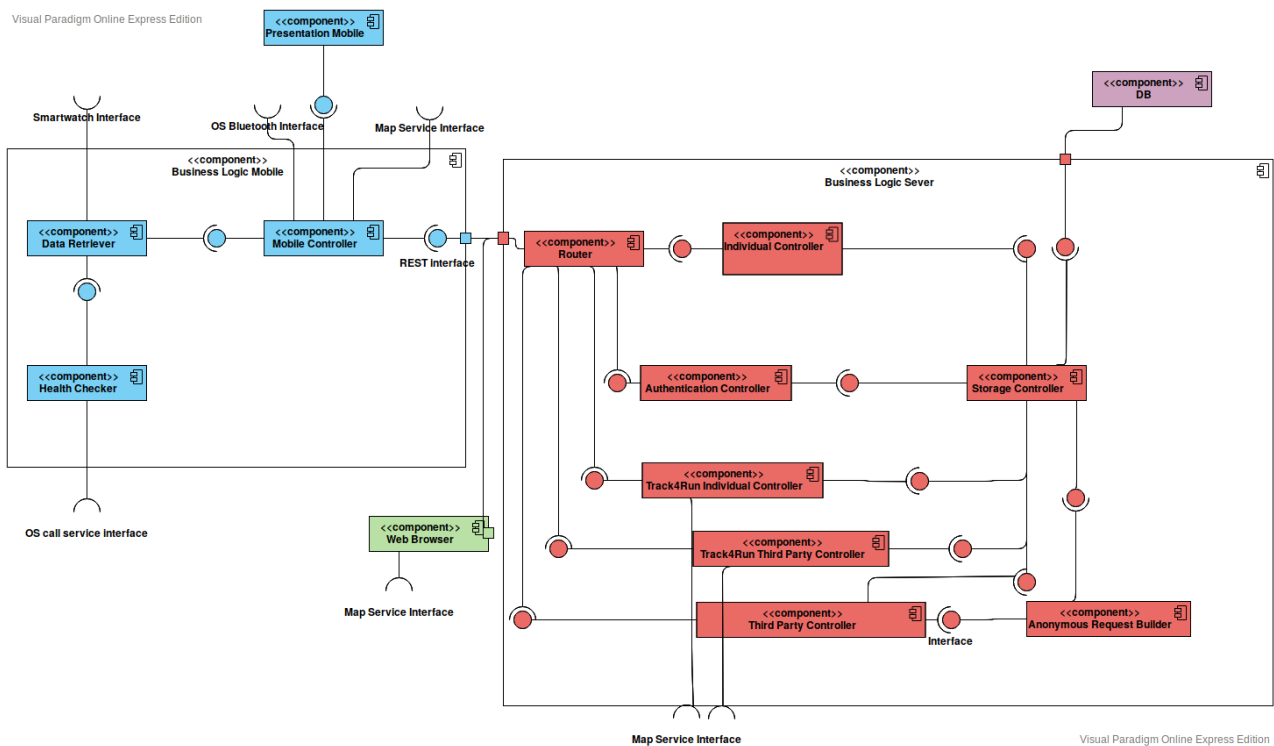 Visual Paradigm Online Express Edition
<<component>>
Presentation Mobile
<<component>>
DB
Smartwatch Interface
OS Bluetooth Interface
Map Service Interface
<<component>>
Business Logic Mobile
<<component>>
Business Logic Sever
<<component>>
Data Retriever
<<component>>
Mobile Controller
REST Interface
<<component>>
Router
<<component>>
Individual Controller
<<component>>
Health Checker
<<component>>
Authentication Controller
<<component>>
Storage Controller
<<component>>
Track4Run Individual Controller
OS call service interface
<<component>>
Web Browser
<<component>>
Track4Run Third Party Controller
Map Service Interface
<<component>>
Third Party Controller
<<component>>
Anonymous Request Builder
Interface
Map Service Interface
Visual Paradigm Online Express Edition